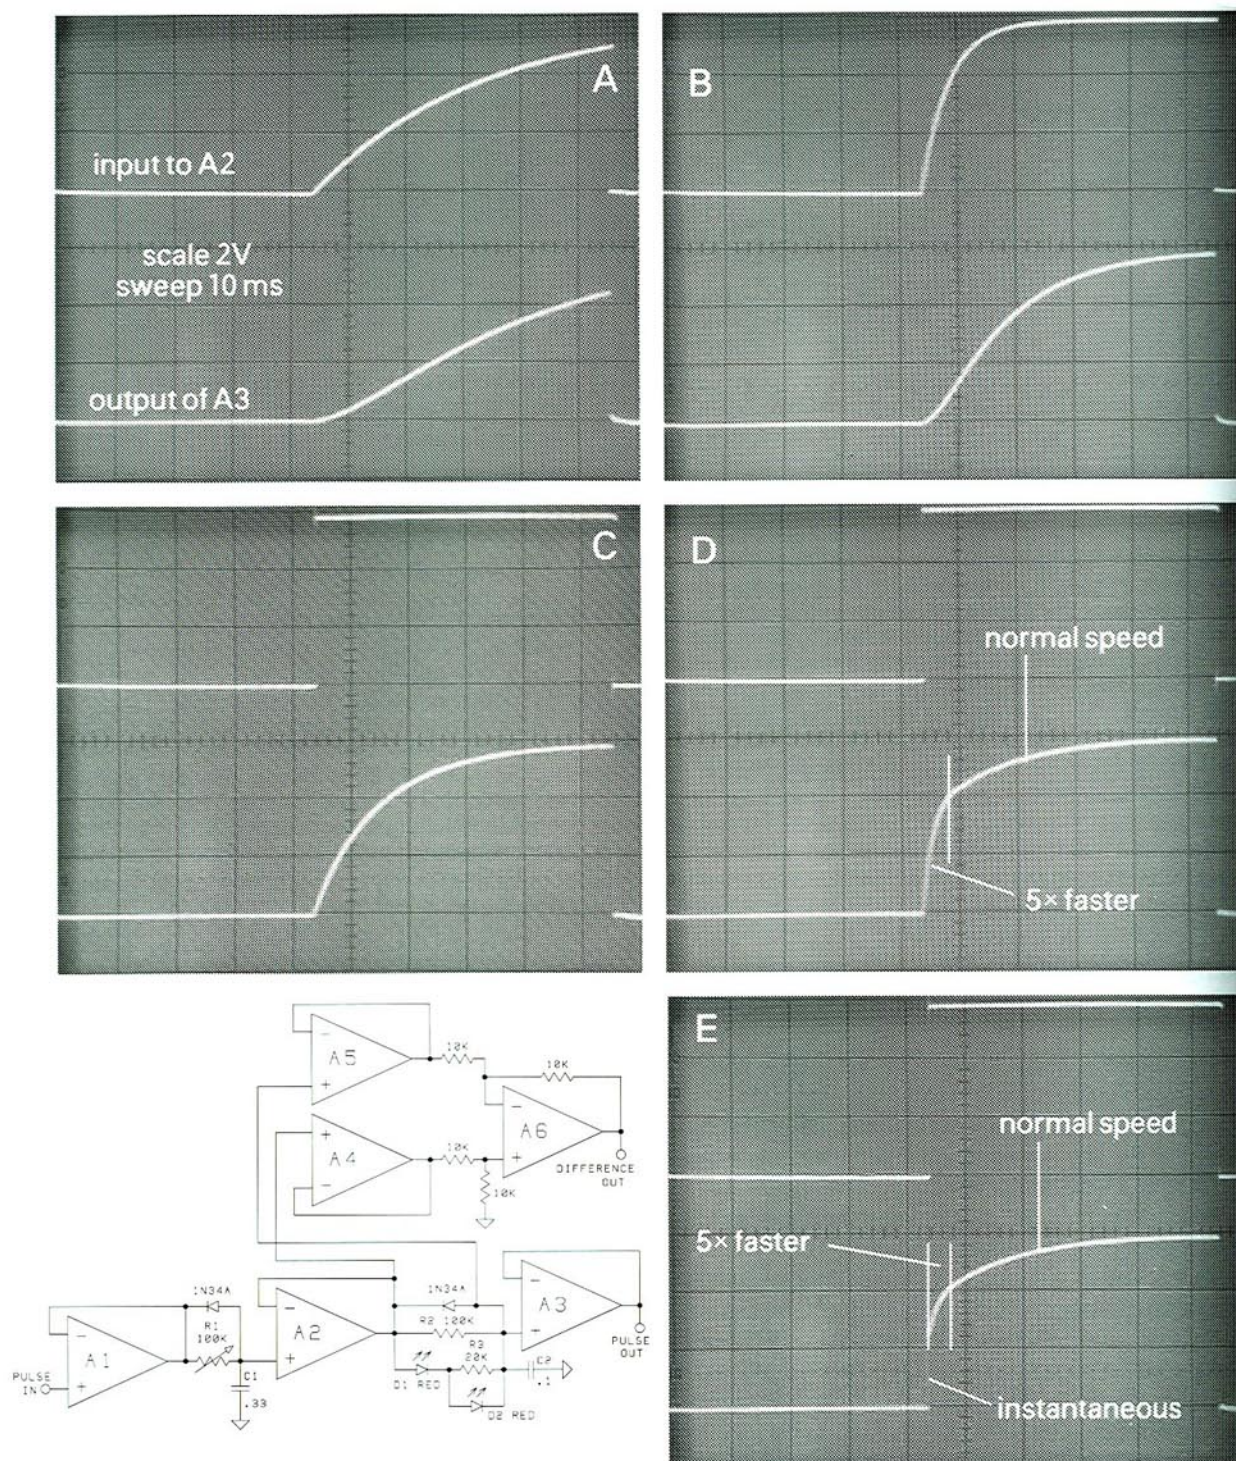 A
input to A2
scale 2V
sweep 10 ms
output of A3
B
C
D
normal speed
5× faster
A5
10K
10K
A6
A4
10K
10K
DIFFERENCE
OUT
1N34A
R1
100K
A1
PULSE
IN
C1
.33
A2
1N34A
R2 100K
R3
20K
D1 RED
D2 RED
C2
.1
A3
PULSE
OUT
E
normal speed
5× faster
instantaneous